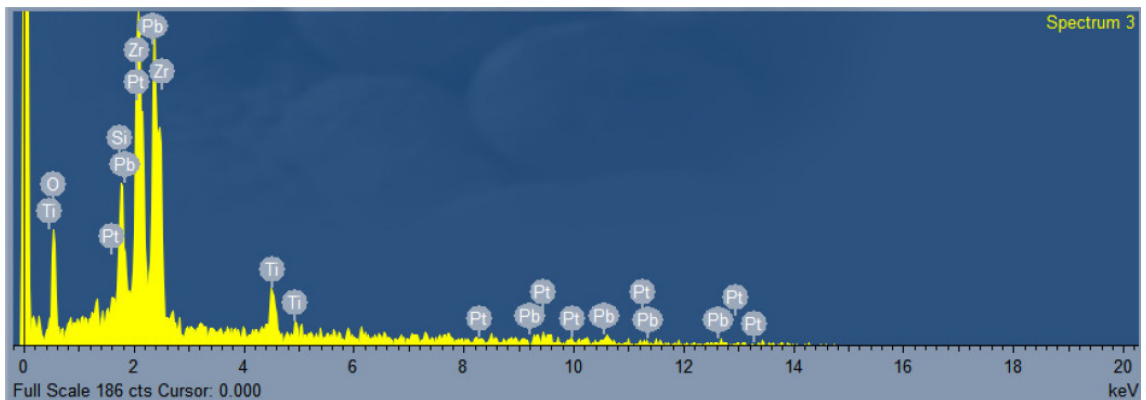 Spectrum 3
Pb
Zr
Zr
Pt
Si
Pb
O
Ti
Pt
Ti
Ti
Pt
Pb
Pt
Pt
Pb
Pt
Pb
Pb
Pt
Pt
0 2 4 6 8 10 12 14 16 18 20
Full Scale 186 cts Cursor: 0.000 keV